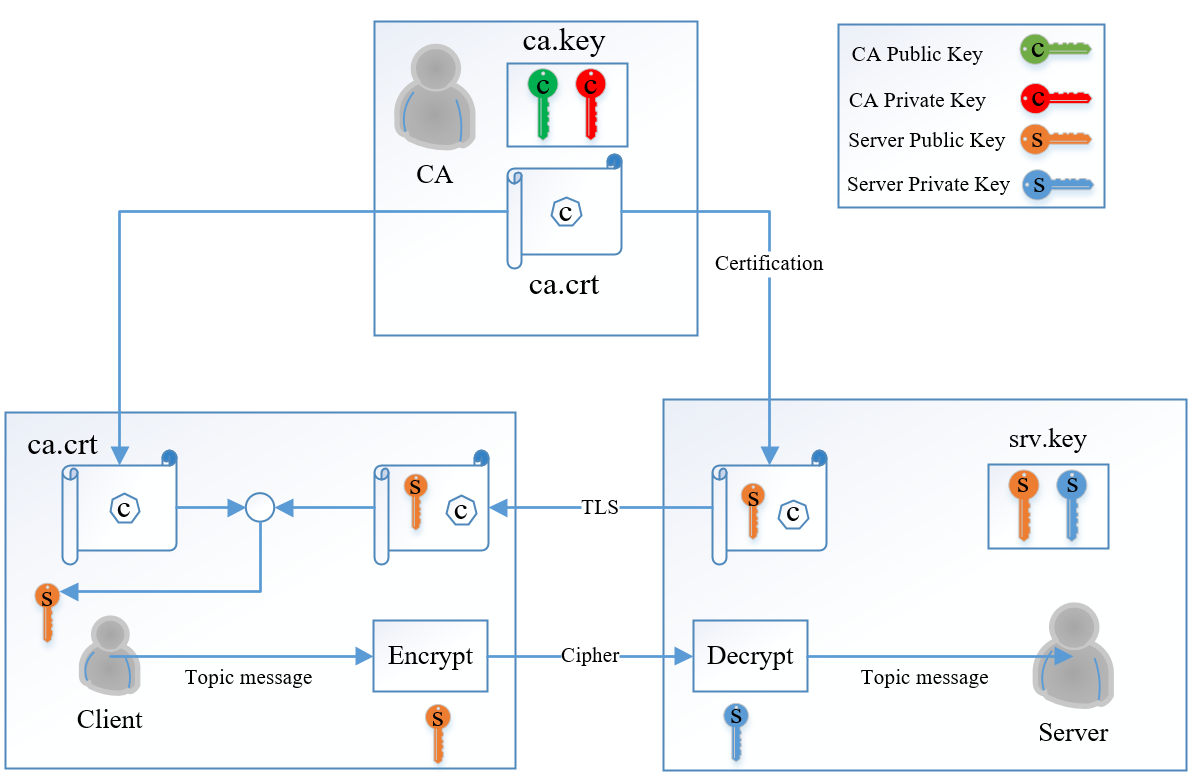 ca.key
C
C
CA
C
ca.crt
CA Public Key
C
CA Private Key
C
Server Public Key
S
Server Private Key
S
Certification
ca.crt
C
S
C
TLS
S
C
srv.key
S
S
S
Client
Topic message
Encrypt
S
Cipher
Decrypt
S
Topic message
Server